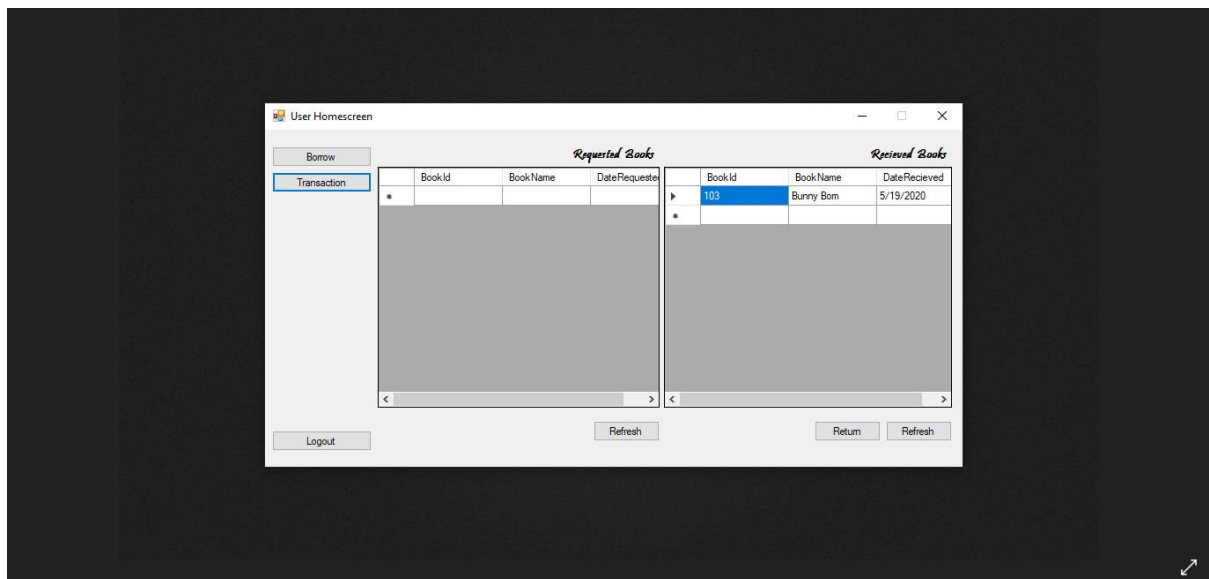 User Homescreen
Borrow
Requested Books
Recieved Books
Transaction
BookId BookName DateRequested
BookId BookName DateRecieved
103 Bunny Bom 5/19/2020
Refresh
Return Refresh
Logout